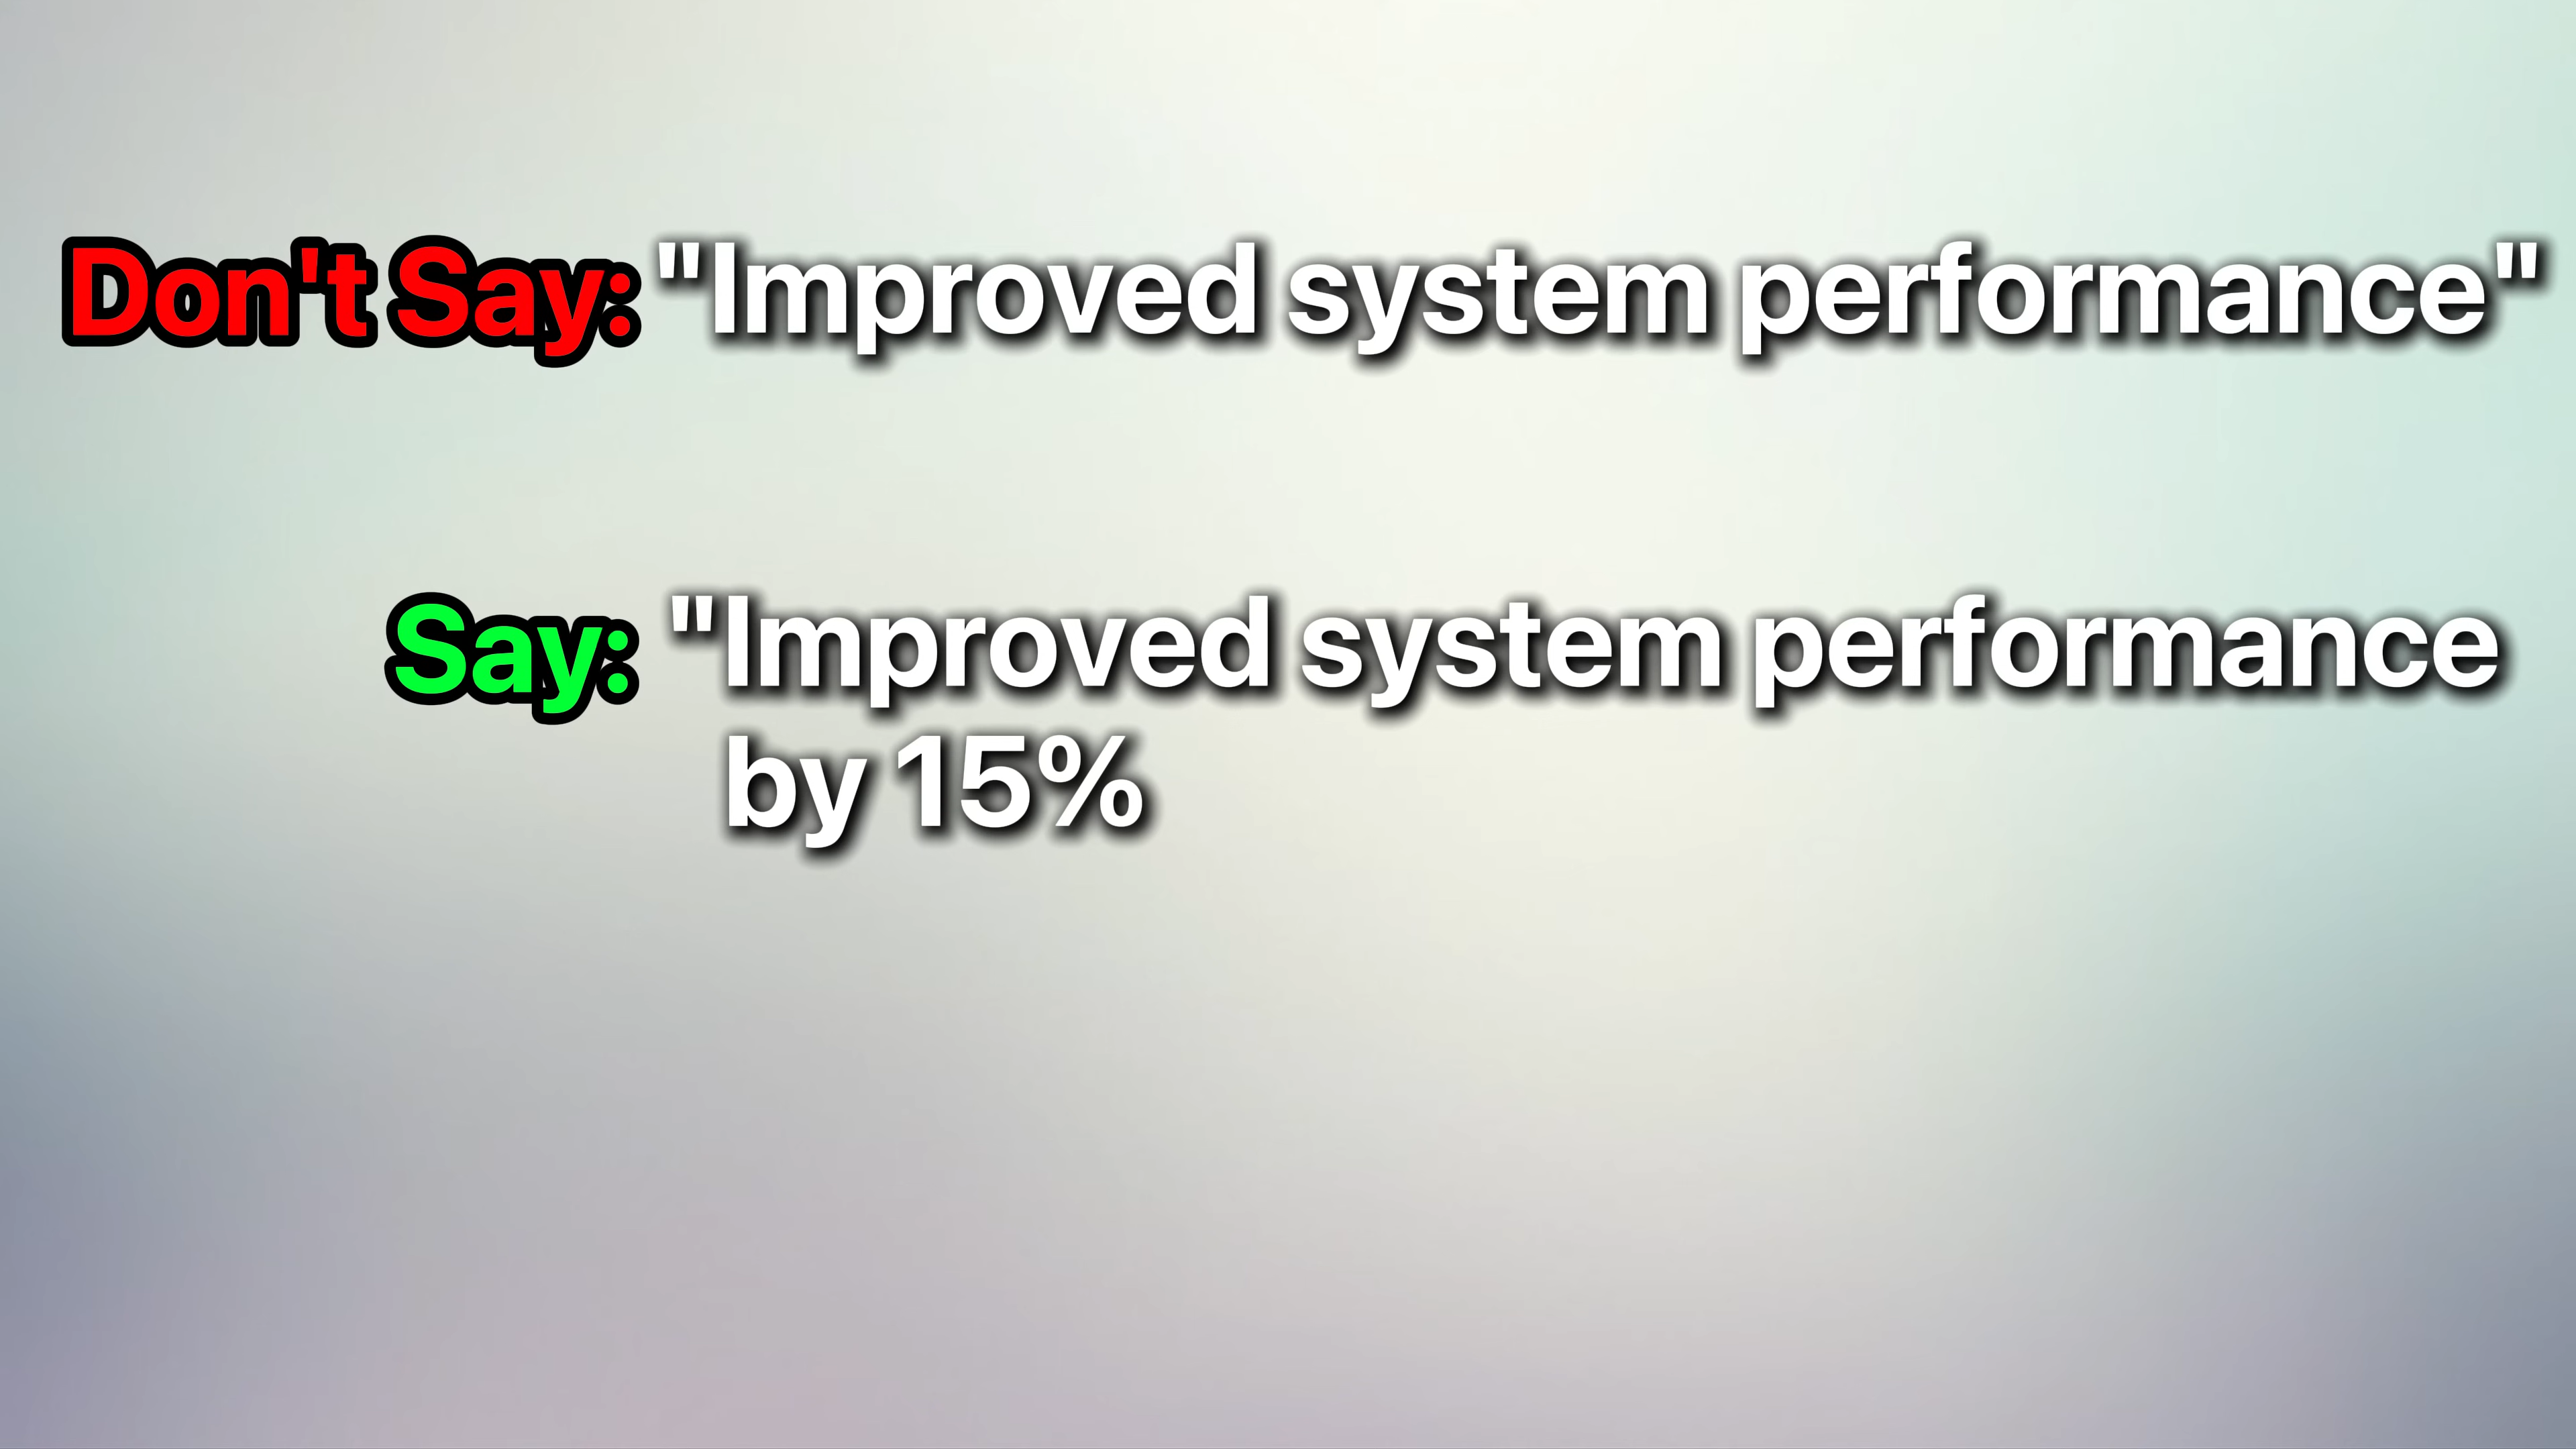 Don't Say: "Improved system performance"
Say: "Improved system performance
by 15%